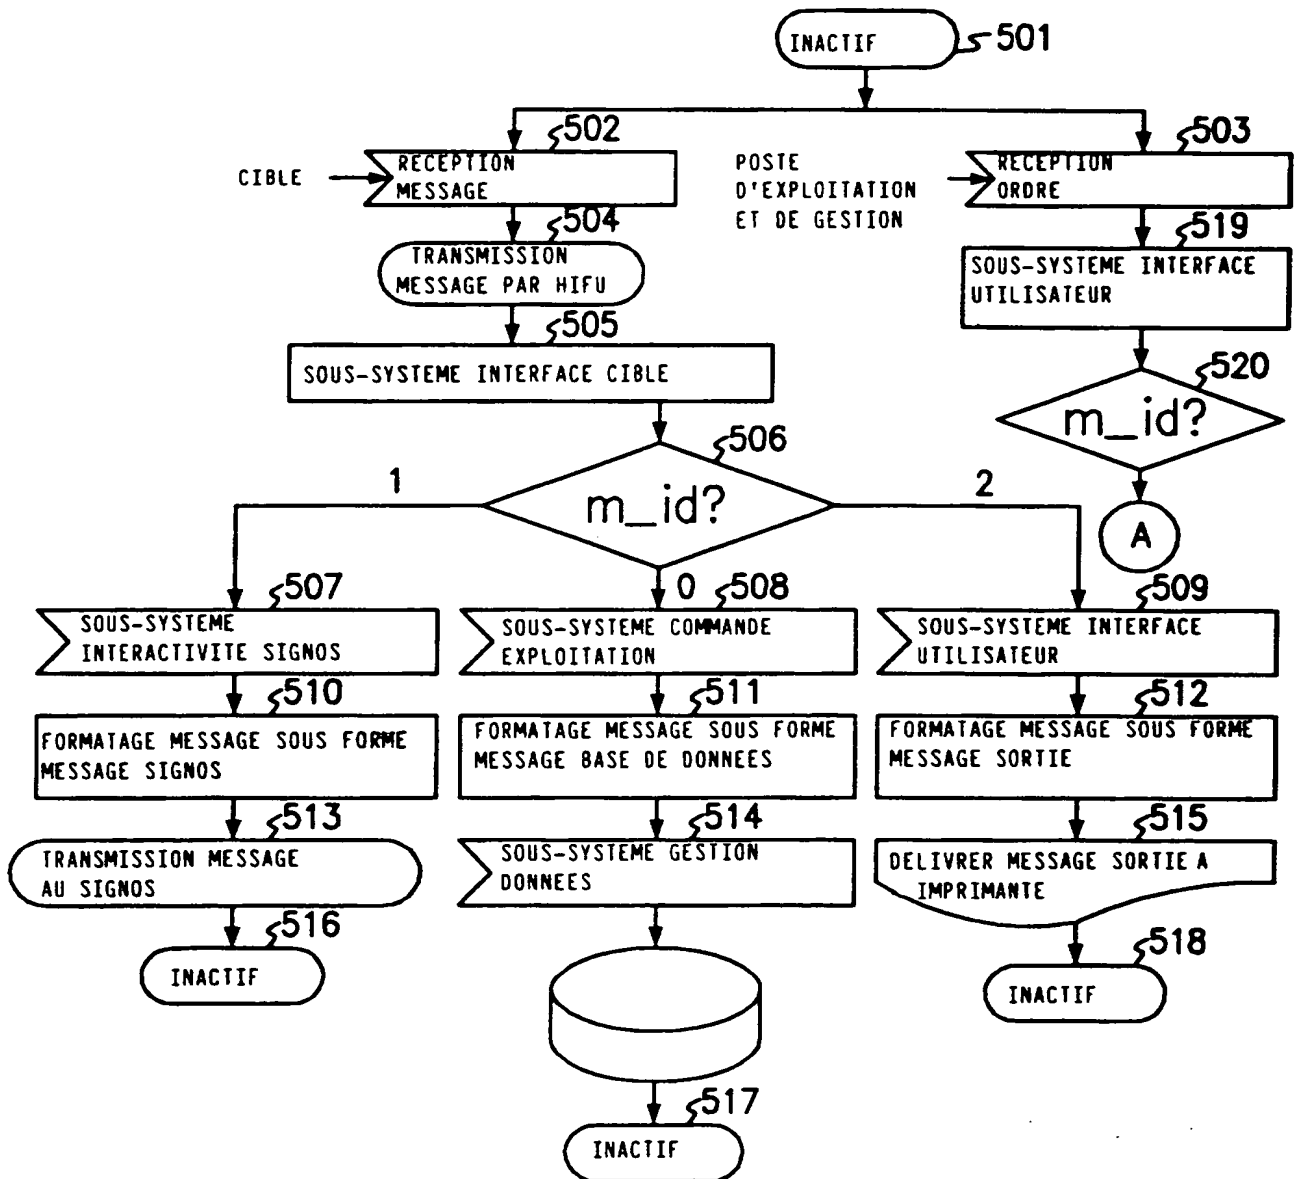 INACTIF
501
502
503
CIBLE
RECEPTION
MESSAGE
POSTE
D'EXPLOITATION
ET DE GESTION
RECEPTION
ORDRE
504
519
TRANSMISSION
MESSAGE PAR HIFU
SOUS-SYSTEME INTERFACE
UTILISATEUR
505
SOUS-SYSTEME INTERFACE CIBLE
520
m_id?
506
1
m_id?
2
A
0
507
508
509
SOUS-SYSTEME
INTERACTIVITE SIGNOS
SOUS-SYSTEME COMMANDE
EXPLOITATION
SOUS-SYSTEME INTERFACE
UTILISATEUR
510
511
512
FORMATAGE MESSAGE SOUS FORME
MESSAGE SIGNOS
FORMATAGE MESSAGE SOUS FORME
MESSAGE BASE DE DONNEES
FORMATAGE MESSAGE SOUS FORME
MESSAGE SORTIE
513
514
515
TRANSMISSION MESSAGE
AU SIGNOS
SOUS-SYSTEME GESTION
DONNEES
DELIVRER MESSAGE SORTIE A
IMPRIMANTE
516
518
INACTIF
INACTIF
517
INACTIF